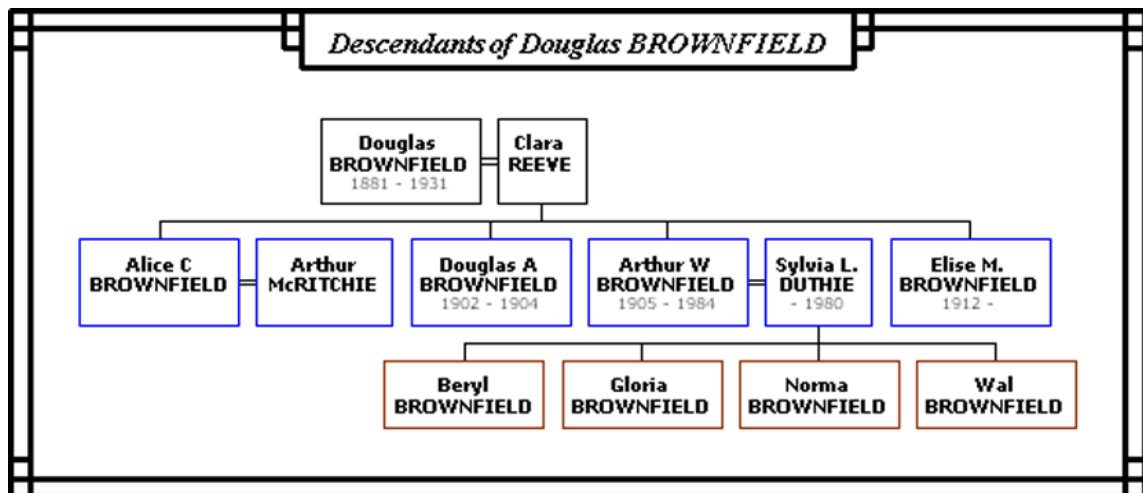 Descendants of Douglas BROWNFIELD
Douglas
BROWNFIELD
1881 - 1931
Clara
REEVE
Alice C
BROWNFIELD
Arthur
McRITCHIE
Douglas A
BROWNFIELD
1902 - 1904
Arthur W
BROWNFIELD
1905 - 1984
Sylvia L.
DUTHIE
- 1980
Elise M.
BROWNFIELD
1912 -
Beryl
BROWNFIELD
Gloria
BROWNFIELD
Norma
BROWNFIELD
Wal
BROWNFIELD